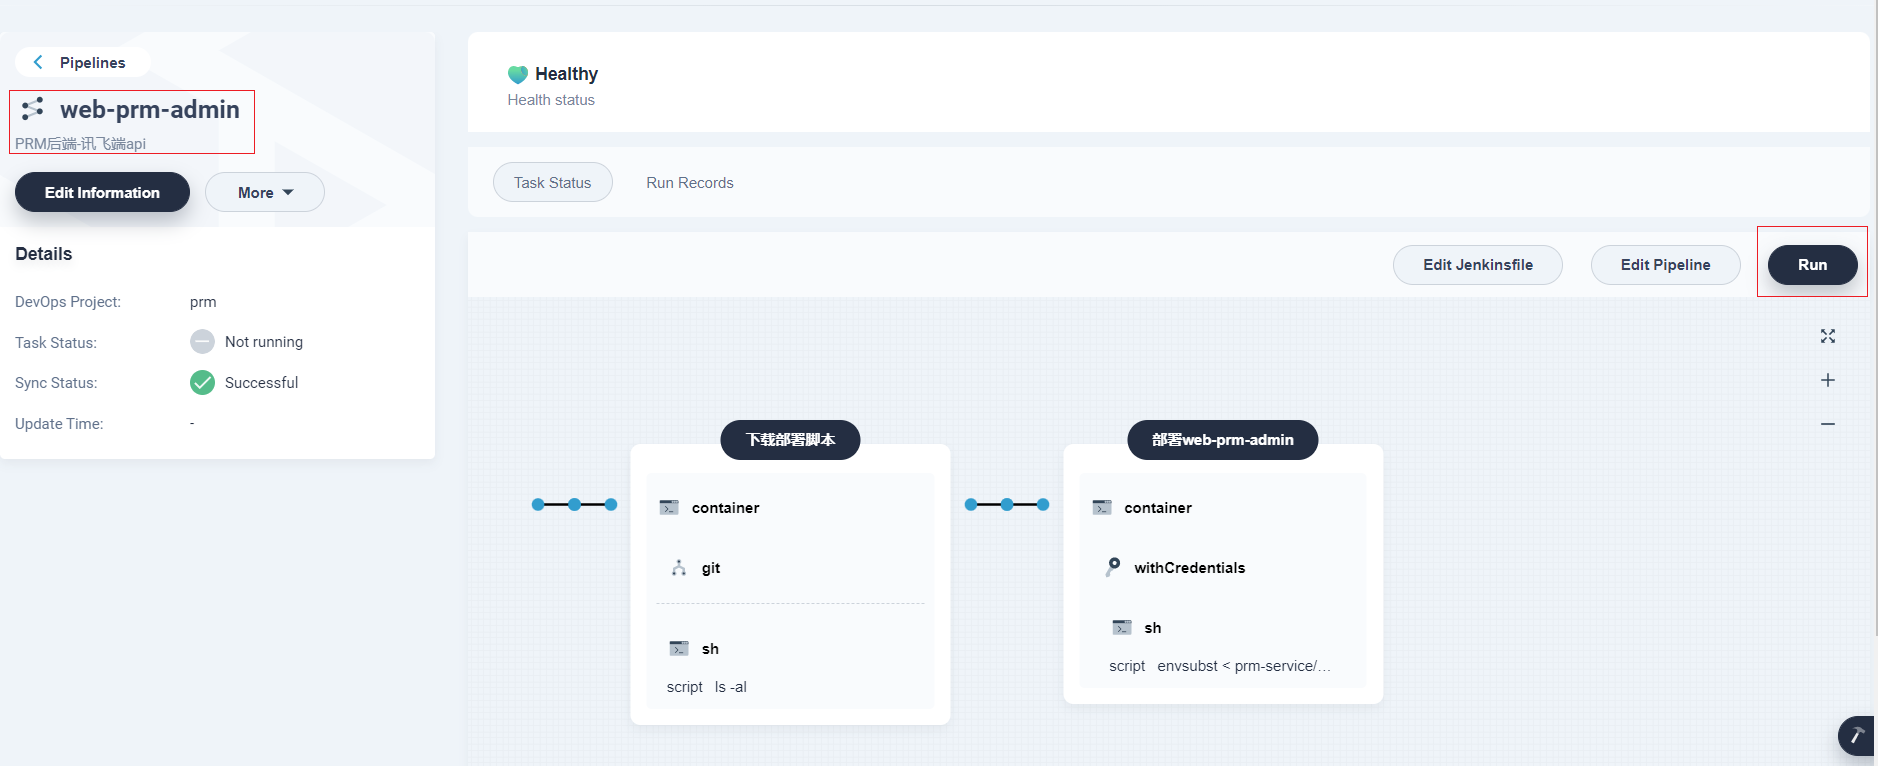 Pipelines
web-prm-admin
PRM后端-讯飞端api
Edit Information
More
Details
DevOps Project: prm
Task Status: Not running
Sync Status: Successful
Update Time: -
Healthy
Health status
Task Status
Run Records
Edit Jenkinsfile
Edit Pipeline
Run
下载部署脚本
container
git
sh
script ls -al
部署web-prm-admin
container
withCredentials
sh
script envsubst < prm-service/...